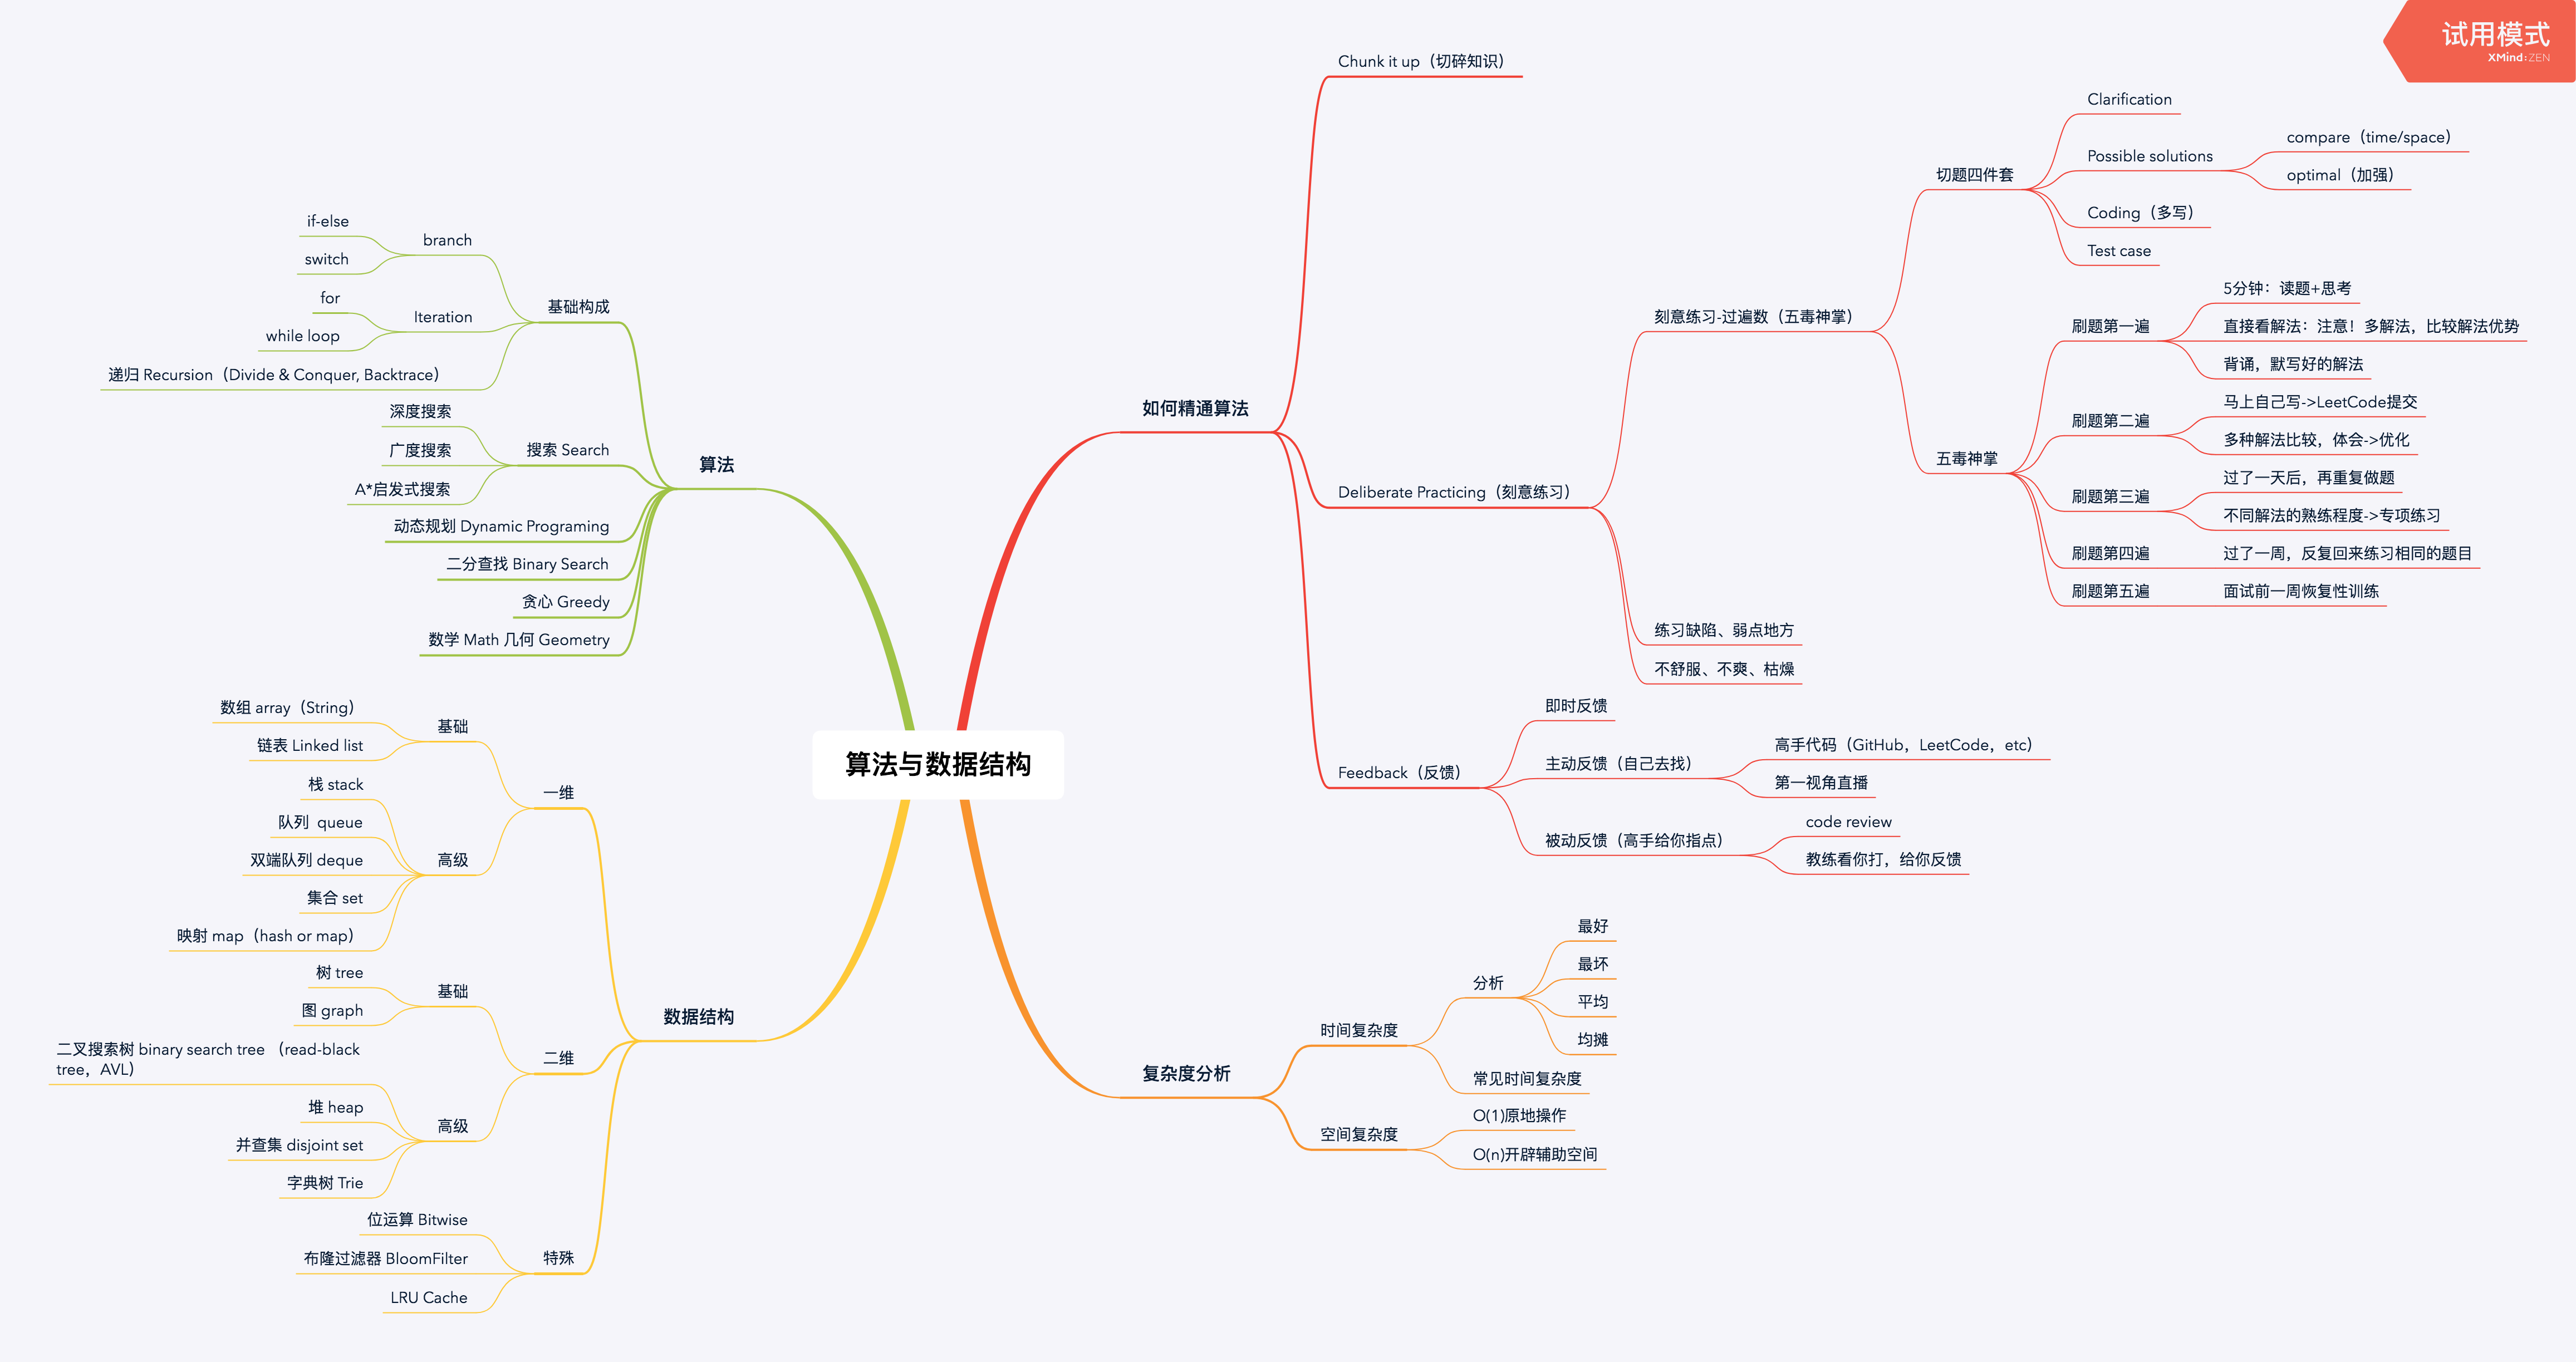 试用模式
XMind:ZEN
算法与数据结构
如何精通算法
Chunk it up（切碎知识）
Deliberate Practicing（刻意练习）
刻意练习-过遍数（五毒神掌）
切题四件套
Clarification
Possible solutions
compare（time/space）
optimal（加强）
Coding（多写）
Test case
五毒神掌
刷题第一遍
5分钟：读题+思考
直接看解法：注意！多解法，比较解法优势
背诵，默写好的解法
刷题第二遍
马上自己写->LeetCode提交
多种解法比较，体会->优化
刷题第三遍
过了一天后，再重复做题
不同解法的熟练程度->专项练习
刷题第四遍
过了一周，反复回来练习相同的题目
刷题第五遍
面试前一周恢复性训练
练习缺陷、弱点地方
不舒服、不爽、枯燥
Feedback（反馈）
即时反馈
主动反馈（自己去找）
高手代码（GitHub，LeetCode，etc）
第一视角直播
被动反馈（高手给你指点）
code review
教练看你打，给你反馈
复杂度分析
时间复杂度
分析
最好
最坏
平均
均摊
常见时间复杂度
空间复杂度
O(1)原地操作
O(n)开辟辅助空间
算法
基础构成
branch
if-else
switch
Iteration
for
while loop
递归 Recursion（Divide & Conquer, Backtrace）
搜索 Search
深度搜索
广度搜索
A*启发式搜索
动态规划 Dynamic Programing
二分查找 Binary Search
贪心 Greedy
数学 Math 几何 Geometry
数据结构
一维
基础
数组 array（String）
链表 Linked list
高级
栈 stack
队列 queue
双端队列 deque
集合 set
映射 map（hash or map）
二维
基础
树 tree
图 graph
高级
二叉搜索树 binary search tree （read-black
tree，AVL）
堆 heap
并查集 disjoint set
字典树 Trie
特殊
位运算 Bitwise
布隆过滤器 BloomFilter
LRU Cache